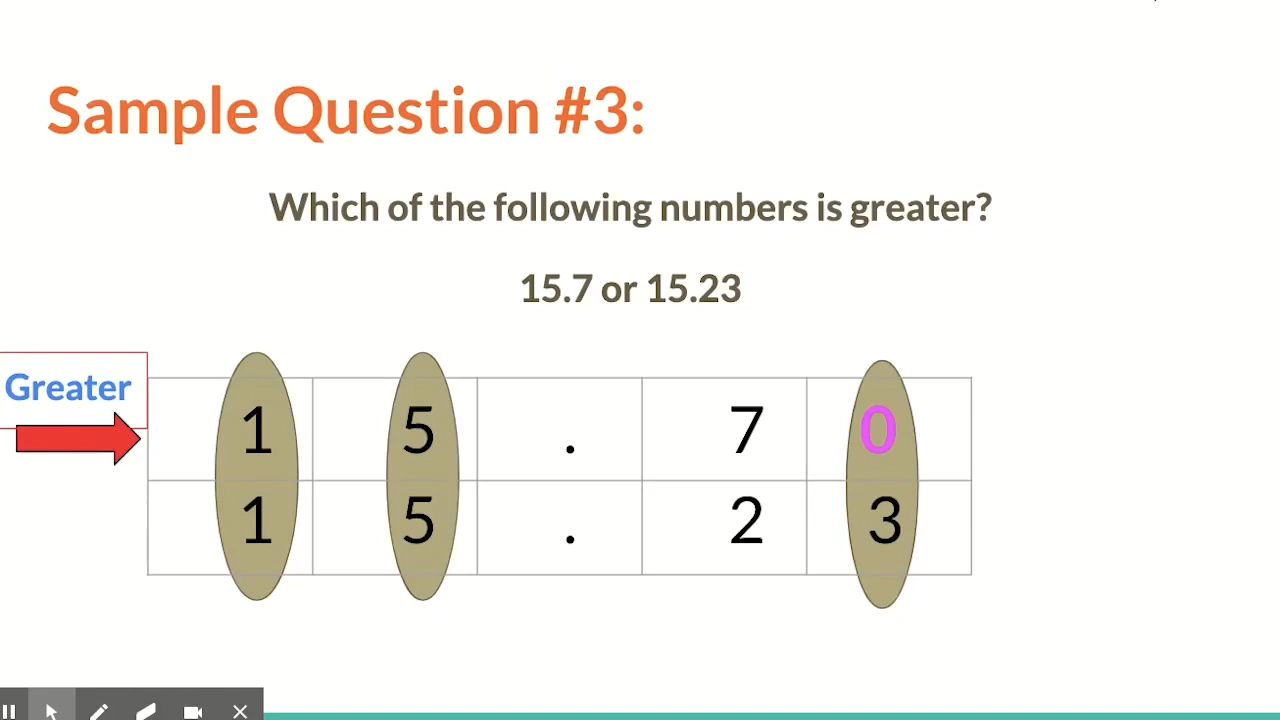 Sample Question #3:
Which of the following numbers is greater?
15.7 or 15.23
Greater
1 5 . 7 0
1 5 . 2 3